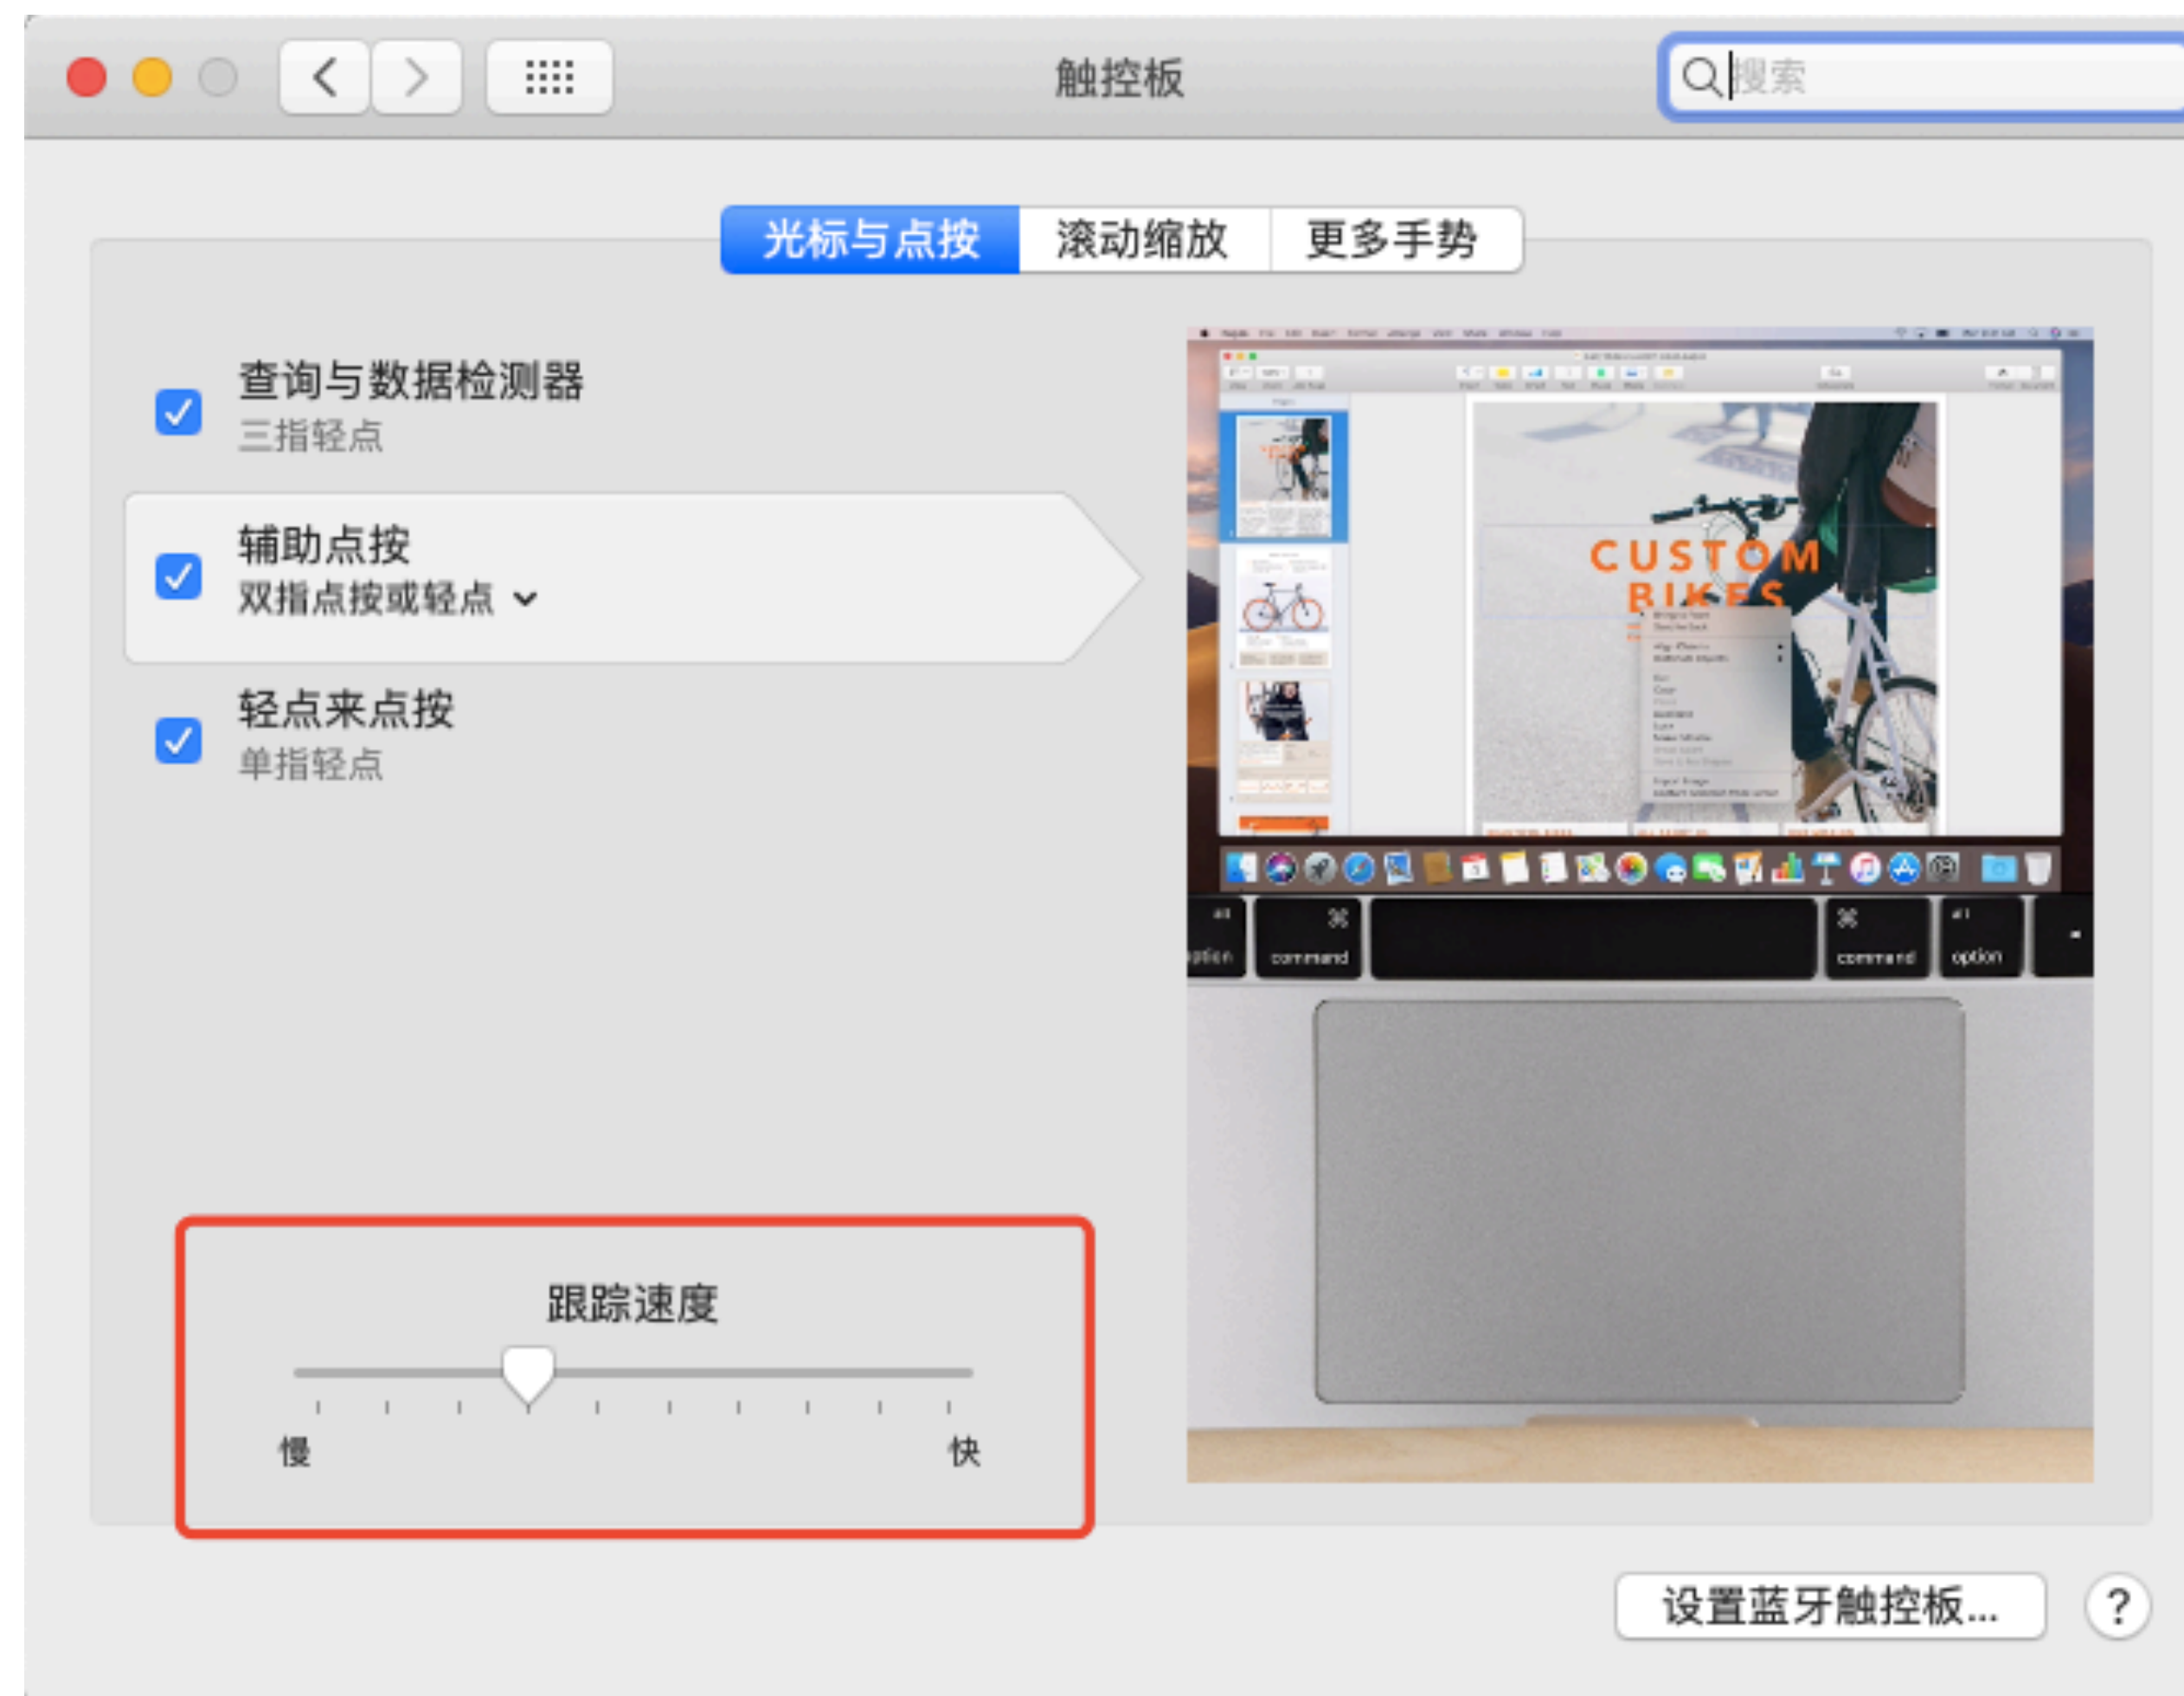 触控板
搜索
光标与点按
滚动缩放
更多手势
查询与数据检测器
三指轻点
辅助点按
双指点按或轻点
轻点来点按
单指轻点
CUSTOM
BIKES
⌘
⌘
command
command
option
跟踪速度
慢
快
设置蓝牙触控板...
?